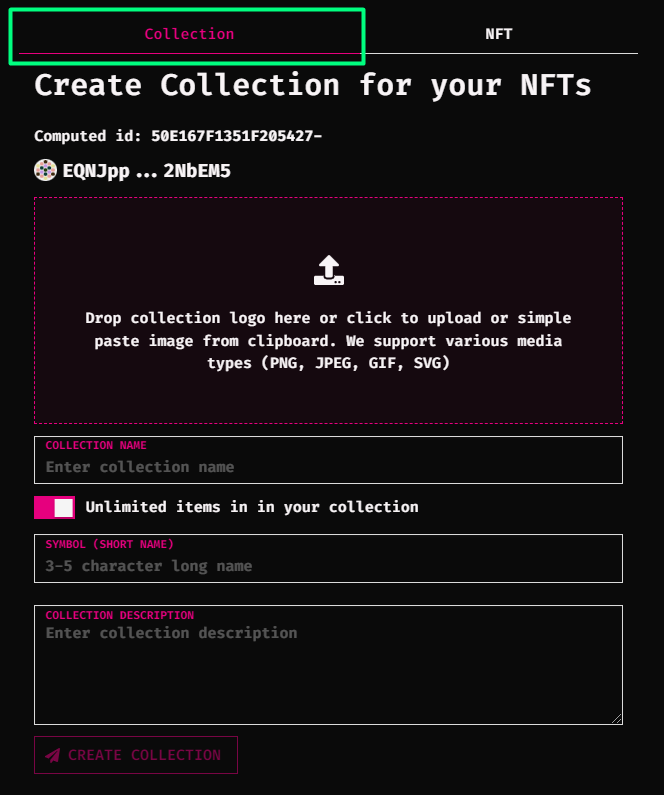 Collection
NFT
Create Collection for your NFTs
Computed id: 50E167F1351F205427-
EQNJpp ... 2NbEM5
Drop collection logo here or click to upload or simple
paste image from clipboard. We support various media
types (PNG, JPEG, GIF, SVG)
COLLECTION NAME
Enter collection name
Unlimited items in in your collection
SYMBOL (SHORT NAME)
3-5 character long name
COLLECTION DESCRIPTION
Enter collection description
CREATE COLLECTION